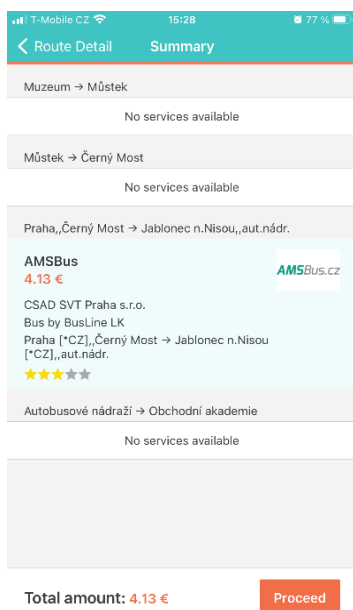 T-Mobile CZ 15:28 77 %
Route Detail Summary
Muzeum → Můstek
No services available
Můstek → Černý Most
No services available
Praha,,Černý Most → Jablonec n.Nisou,,aut.nádr.
AMSBus
AMSBus.cz
4.13 €
CSAD SVT Praha s.r.o.
Bus by BusLine LK
Praha [*CZ],,Černý Most → Jablonec n.Nisou
[*CZ],,aut.nádr.
Autobusové nádraží → Obchodní akademie
No services available
Total amount: 4.13 € Proceed